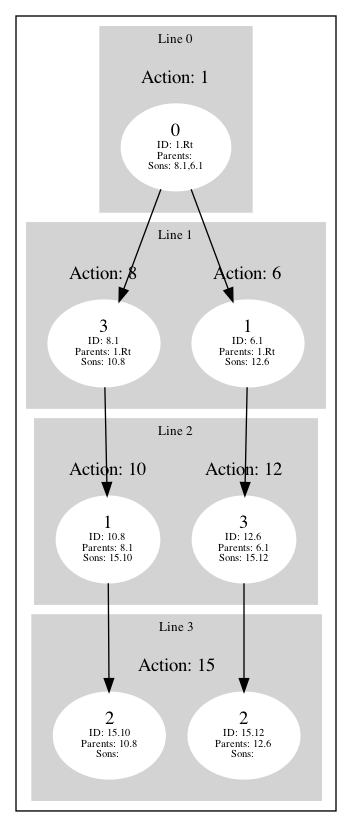 Line 0
Action: 1
0
ID: 1.Rt
Parents:
Sons: 8.1,6.1
Line 1
Action: 8
Action: 6
3
ID: 8.1
Parents: 1.Rt
Sons: 10.8
1
ID: 6.1
Parents: 1.Rt
Sons: 12.6
Line 2
Action: 10
Action: 12
1
ID: 10.8
Parents: 8.1
Sons: 15.10
3
ID: 12.6
Parents: 6.1
Sons: 15.12
Line 3
Action: 15
2
ID: 15.10
Parents: 10.8
Sons:
2
ID: 15.12
Parents: 12.6
Sons: